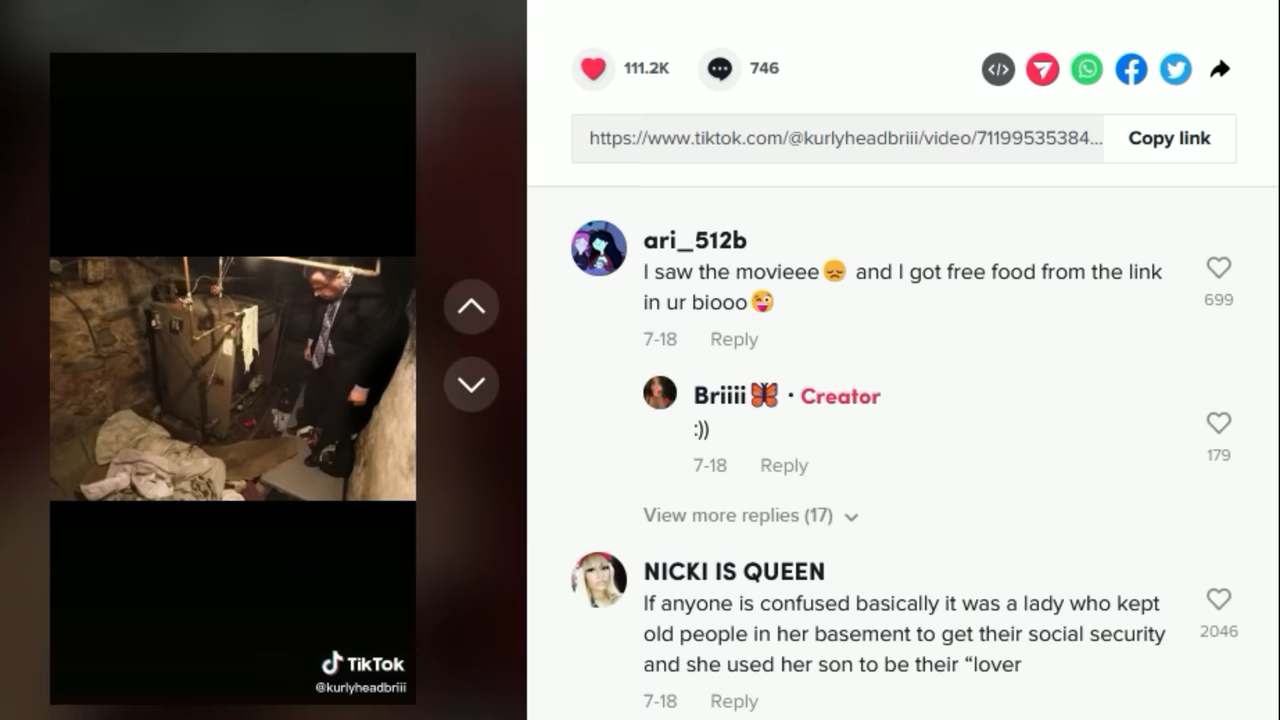 111.2K
746
https://www.tiktok.com/@kurlyheadbriii/video/71199535384...
Copy link
ari_512b
I saw the movieee😞 and I got free food from the link
in ur biooo😜
699
7-18 Reply
Briiii🦋 · Creator
:))
179
7-18 Reply
View more replies (17)
NICKI IS QUEEN
If anyone is confused basically it was a lady who kept
old people in her basement to get their social security
and she used her son to be their “lover
2046
7-18 Reply
TikTok
@kurlyheadbriii